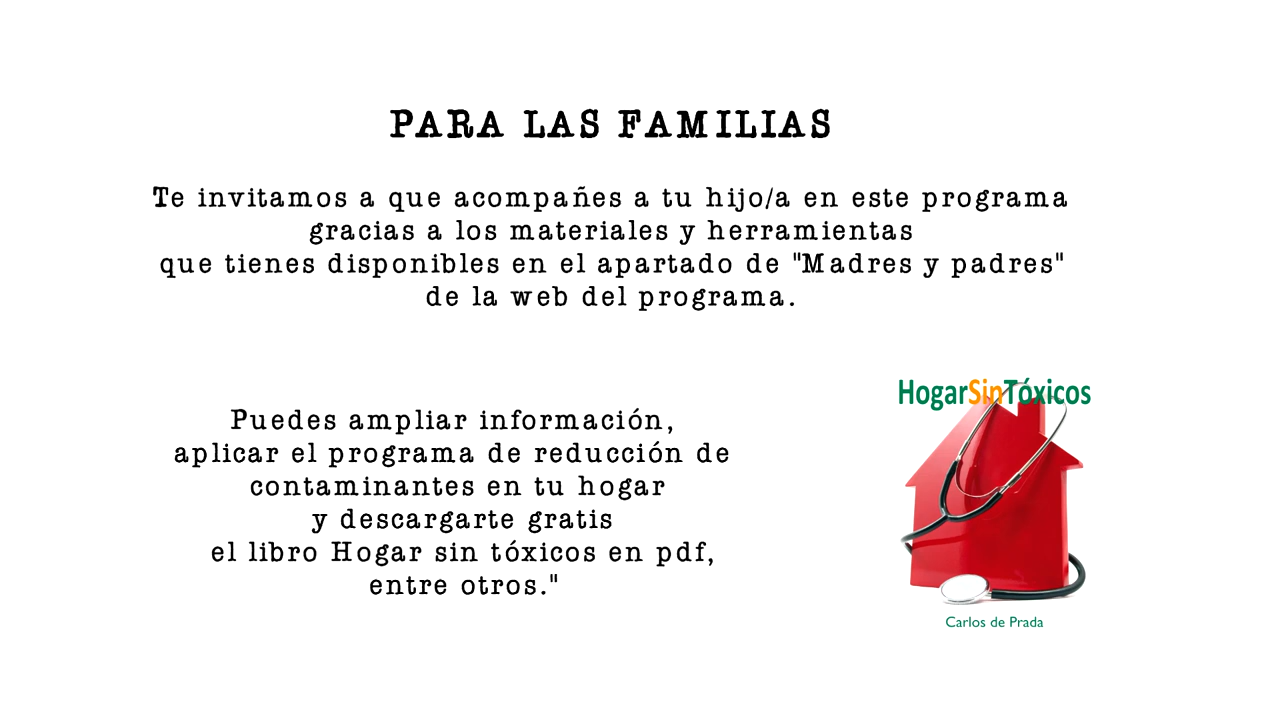 PARA LAS FAMILIAS
Te invitamos a que acompañes a tu hijo/a en este programa
gracias a los materiales y herramientas
que tienes disponibles en el apartado de "Madres y padres"
de la web del programa.
Puedes ampliar información,
aplicar el programa de reducción de
contaminantes en tu hogar
y descargarte gratis
el libro Hogar sin tóxicos en pdf,
entre otros."
HogarSinTóxicos
Carlos de Prada